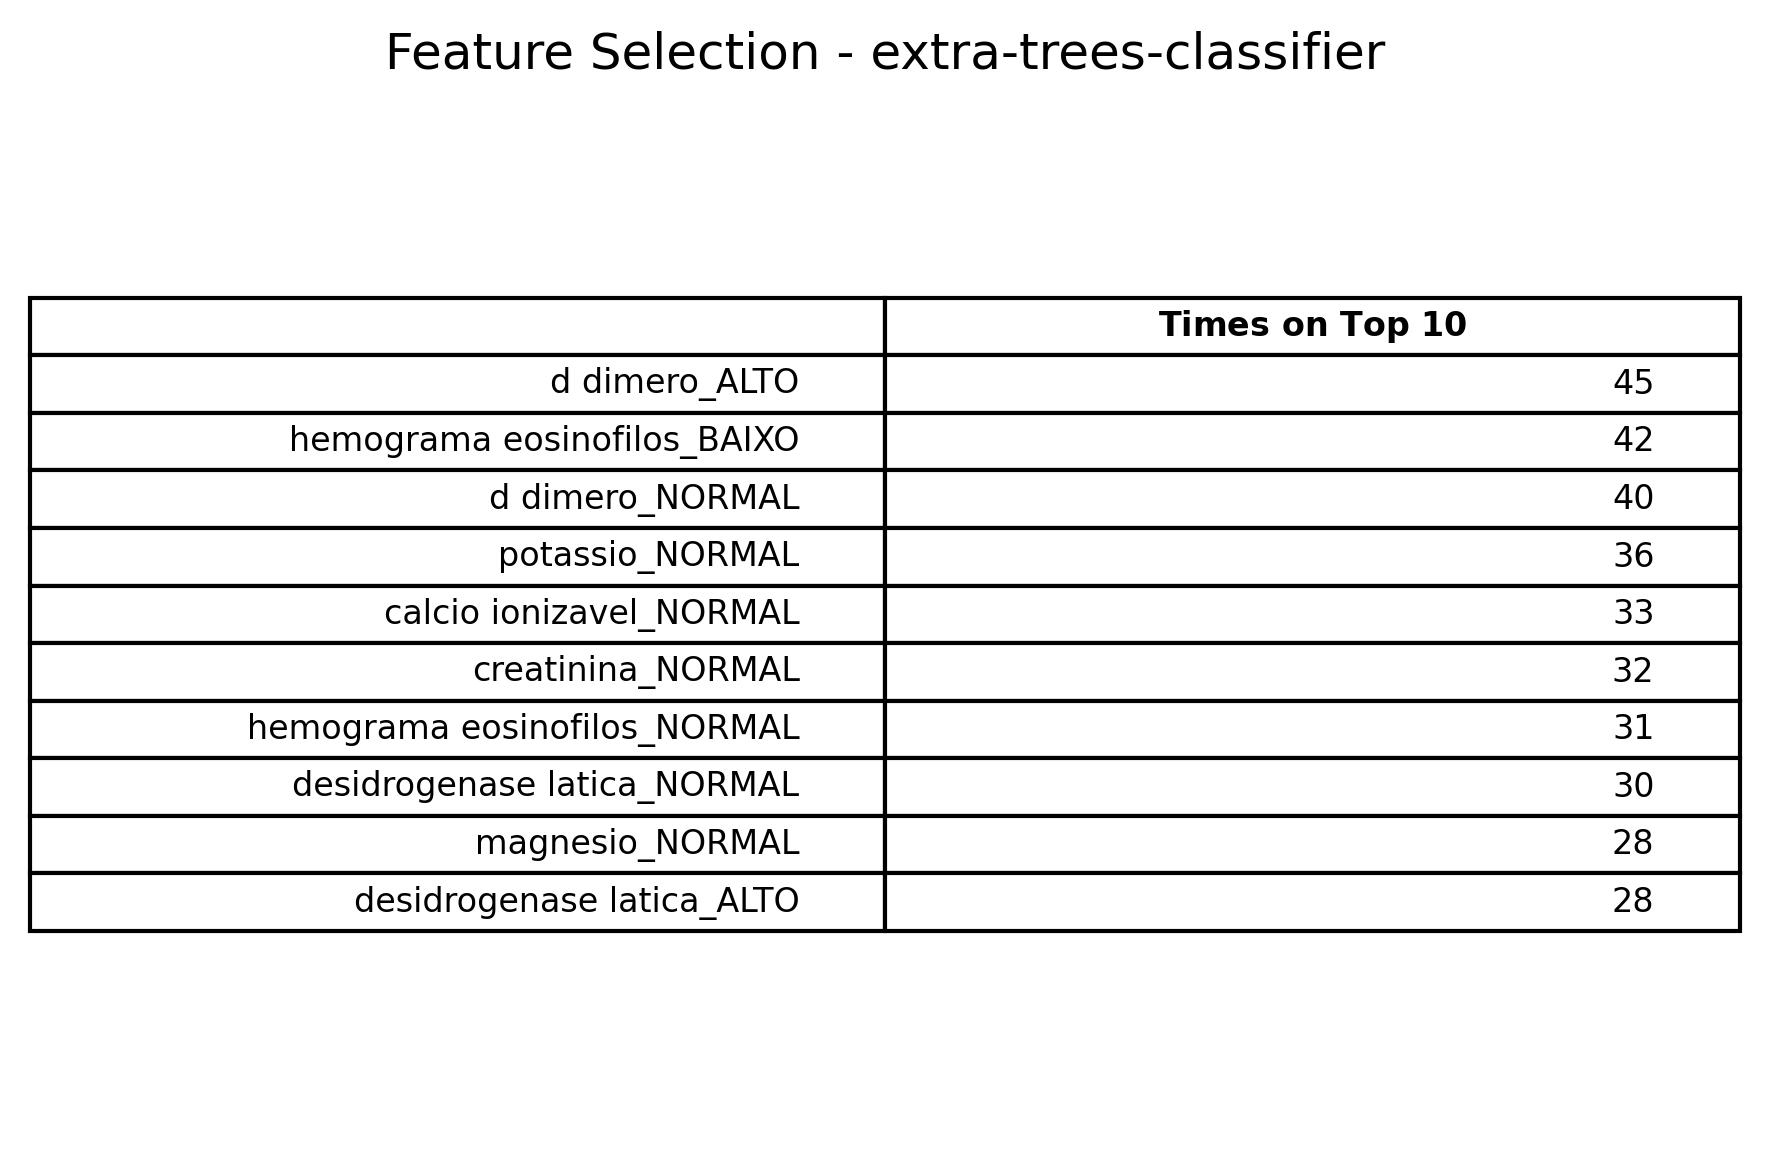 Feature Selection - extra-trees-classifier
Times on Top 10
d dimero_ALTO 45
hemograma eosinofilos_BAIXO 42
d dimero_NORMAL 40
potassio_NORMAL 36
calcio ionizavel_NORMAL 33
creatinina_NORMAL 32
hemograma eosinofilos_NORMAL 31
desidrogenase latica_NORMAL 30
magnesio_NORMAL 28
desidrogenase latica_ALTO 28